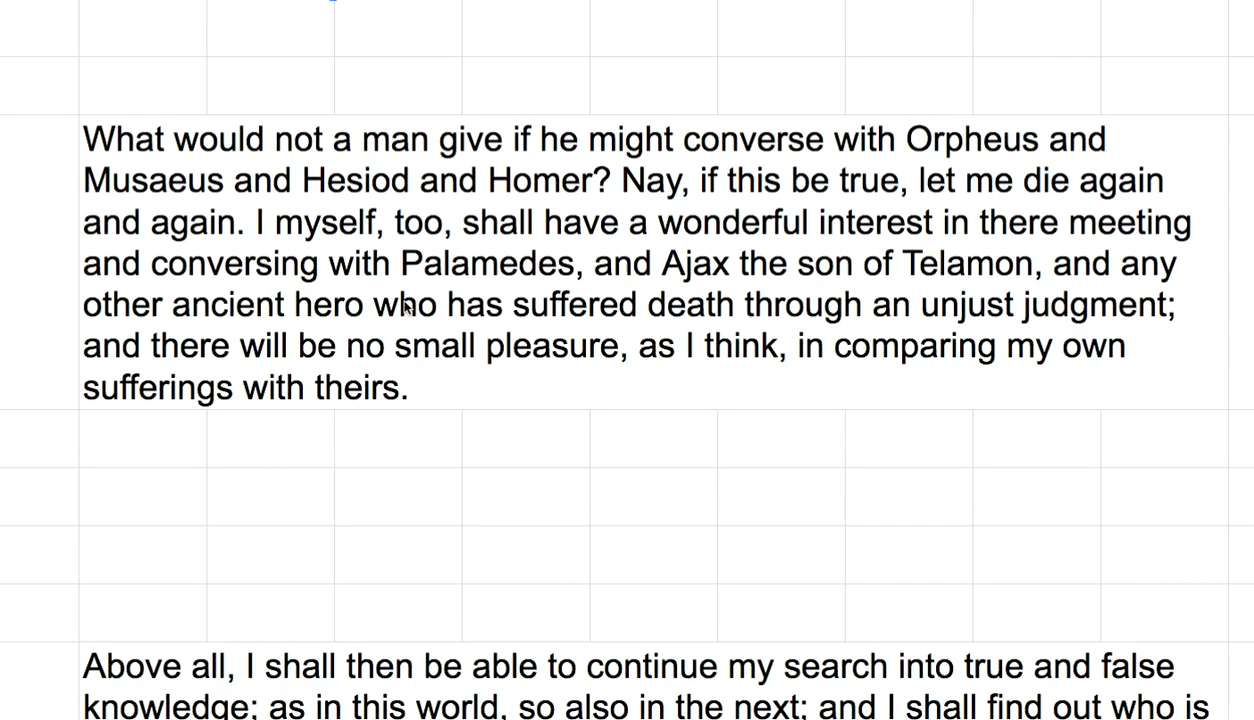 What would not a man give if he might converse with Orpheus and
Musaeus and Hesiod and Homer? Nay, if this be true, let me die again
and again. I myself, too, shall have a wonderful interest in there meeting
and conversing with Palamedes, and Ajax the son of Telamon, and any
other ancient hero who has suffered death through an unjust judgment;
and there will be no small pleasure, as I think, in comparing my own
sufferings with theirs.
Above all, I shall then be able to continue my search into true and false
knowledge; as in this world, so also in the next; and I shall find out who is